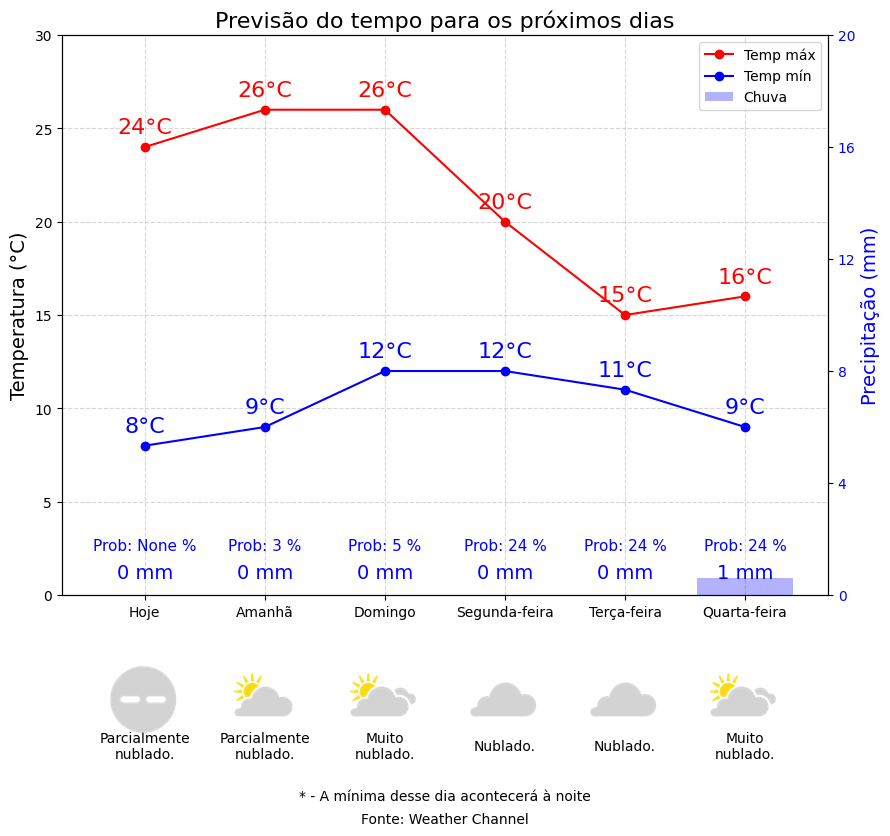 Previsão do tempo para os próximos dias
30
25
20
15
10
5
0
Temperatura (°C)
20
16
12
8
4
0
Precipitação (mm)
Temp máx
Temp mín
Chuva
24°C
26°C
26°C
20°C
15°C
16°C
8°C
9°C
12°C
12°C
11°C
9°C
Prob: None %
Prob: 3 %
Prob: 5 %
Prob: 24 %
Prob: 24 %
Prob: 24 %
0 mm
0 mm
0 mm
0 mm
0 mm
1 mm
Hoje
Amanhã
Domingo
Segunda-feira
Terça-feira
Quarta-feira
Parcialmente
nublado.
Parcialmente
nublado.
Muito
nublado.
Nublado.
Nublado.
Muito
nublado.
* - A mínima desse dia acontecerá à noite
Fonte: Weather Channel